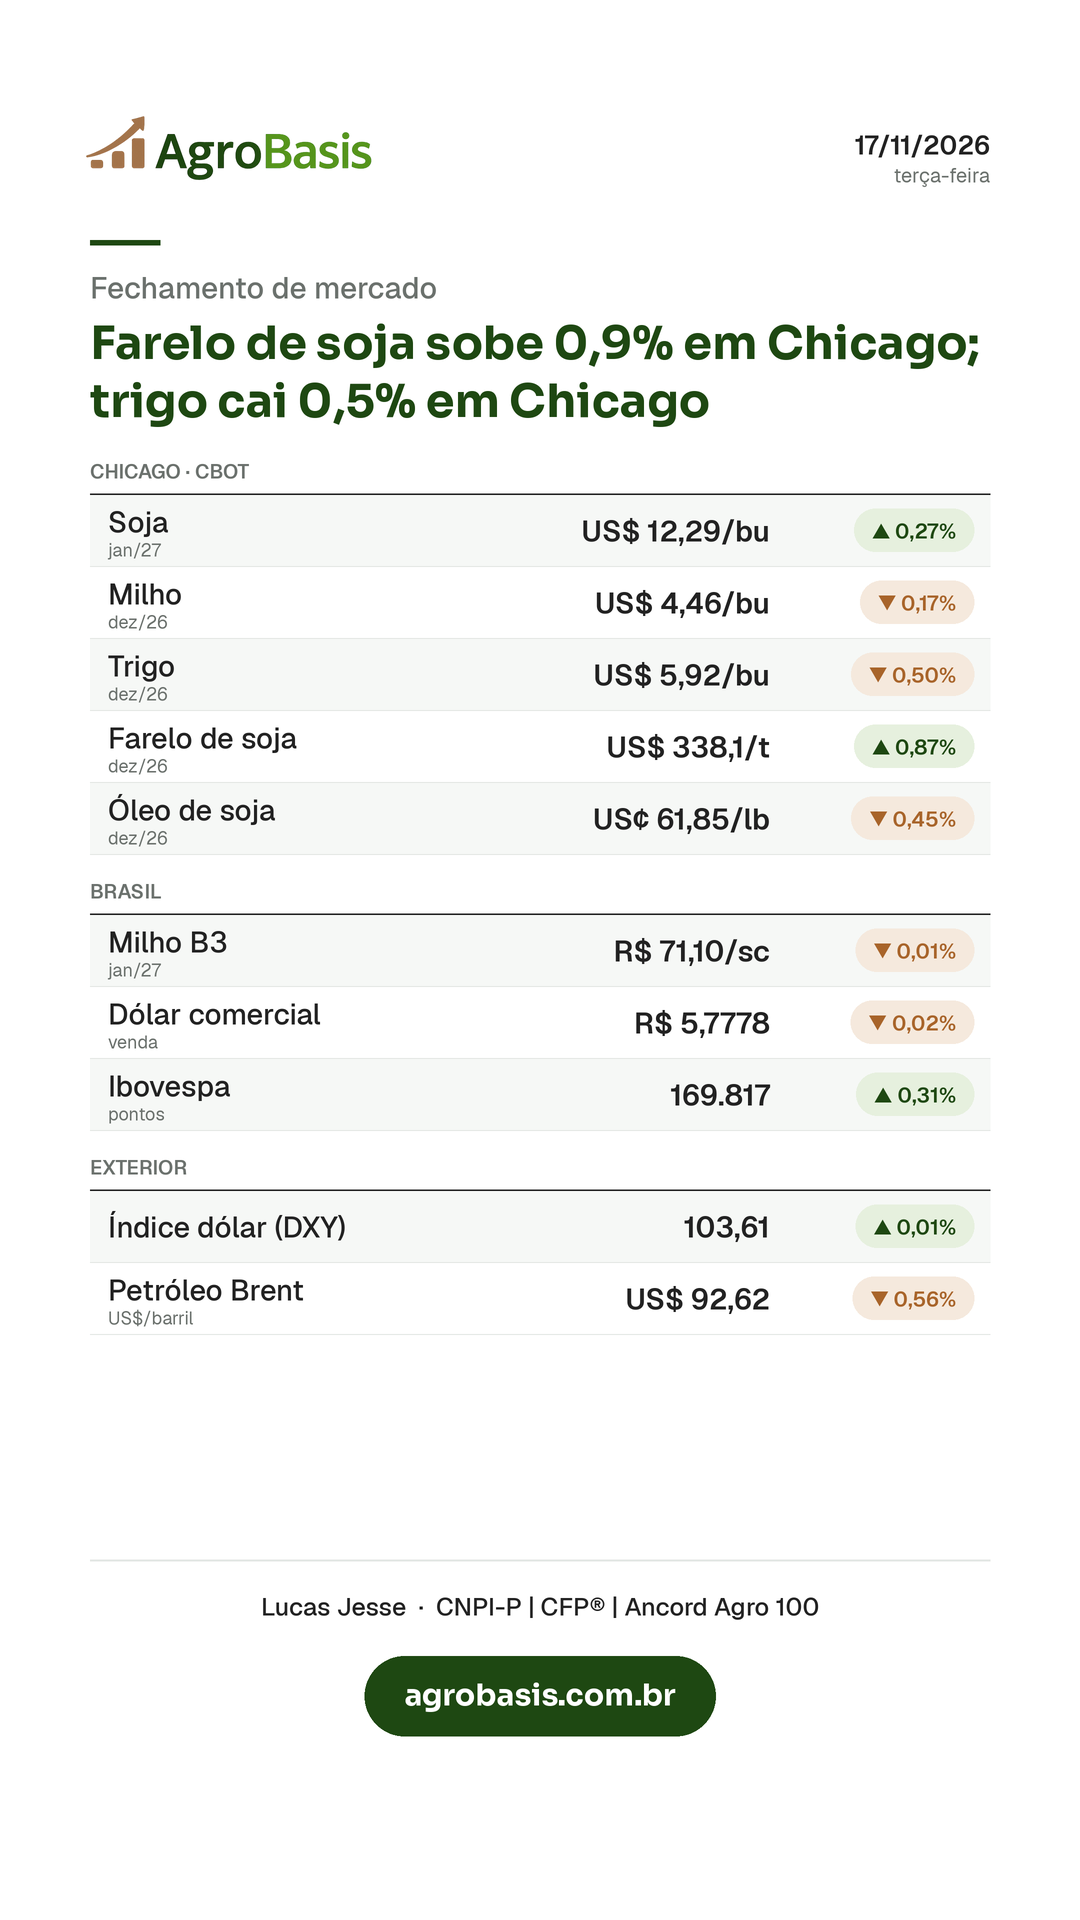 AgroBasis
17/11/2026
terça-feira
Fechamento de mercado
Farelo de soja sobe 0,9% em Chicago;
trigo cai 0,5% em Chicago
CHICAGO · CBOT
Soja US$ 12,29/bu ▲ 0,27%
jan/27
Milho US$ 4,46/bu ▼ 0,17%
dez/26
Trigo US$ 5,92/bu ▼ 0,50%
dez/26
Farelo de soja US$ 338,1/t ▲ 0,87%
dez/26
Óleo de soja US¢ 61,85/lb ▼ 0,45%
dez/26
BRASIL
Milho B3 R$ 71,10/sc ▼ 0,01%
jan/27
Dólar comercial R$ 5,7778 ▼ 0,02%
venda
Ibovespa 169.817 ▲ 0,31%
pontos
EXTERIOR
Índice dólar (DXY) 103,61 ▲ 0,01%
Petróleo Brent US$ 92,62 ▼ 0,56%
US$/barril
Lucas Jesse · CNPI-P | CFP® | Ancord Agro 100
agrobasis.com.br